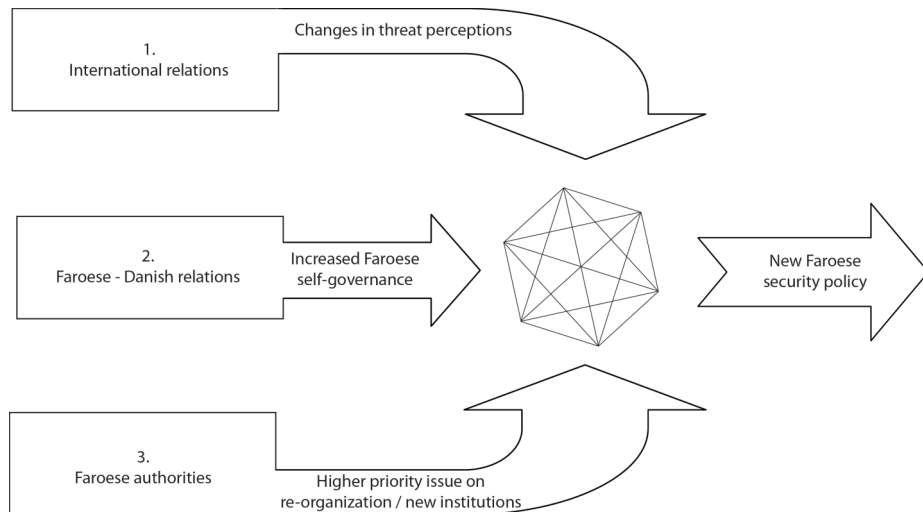 Changes in threat perceptions
1.
International relations
2.
Faroese - Danish relations
Increased Faroese
self-governance
New Faroese
security policy
3.
Faroese authorities
Higher priority issue on
re-organization / new institutions